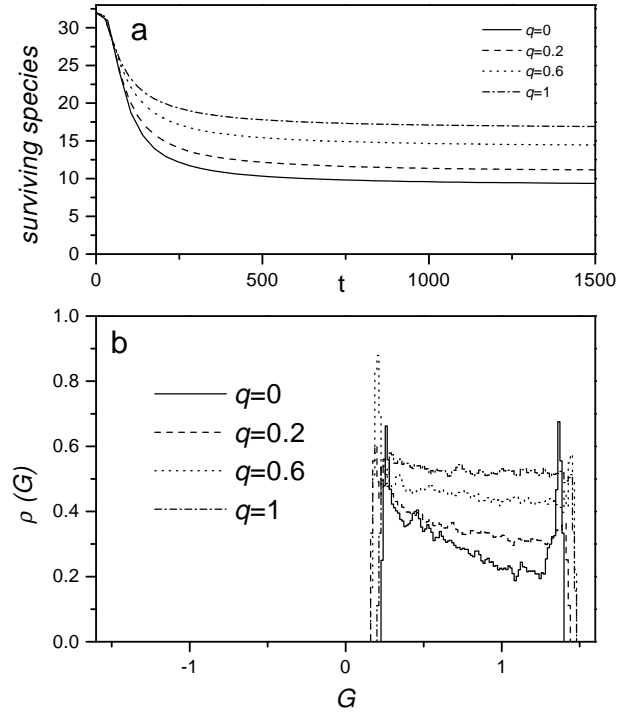 a
surviving species
30
25
20
15
10
5
0
q=0
q=0.2
q=0.6
q=1
0
500
1000
1500
t
b
ρ (G)
1.0
0.8
0.6
0.4
0.2
0.0
q=0
q=0.2
q=0.6
q=1
-1
0
1
G